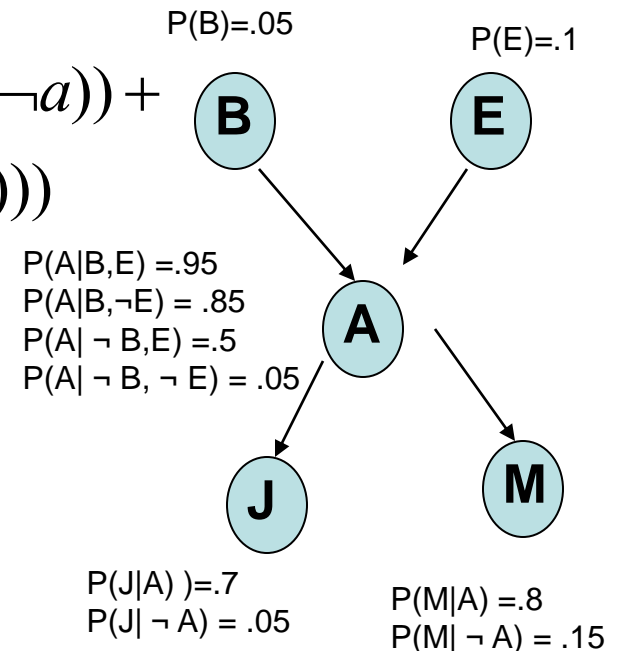 P(B)=.05
P(E)=.1
¬a)) +
)))
B
E
P(A|B,E) =.95
P(A|B,¬E) = .85
P(A| ¬ B,E) =.5
P(A| ¬ B, ¬ E) = .05
A
J
M
P(J|A) )=.7
P(J| ¬ A) = .05
P(M|A) =.8
P(M| ¬ A) = .15